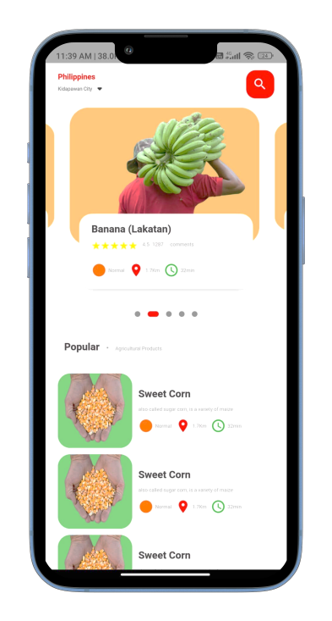 11:39 AM | 38.0
Philippines
Kidapawan City
Banana (Lakatan)
4.5 1287 comments
Normal 1.7Km 32min
Popular · Agricultural Products
Sweet Corn
also called sugar corn, is a variety of maize
Normal 1.7Km 32min
Sweet Corn
also called sugar corn, is a variety of maize
Normal 1.7Km 32min
Sweet Corn